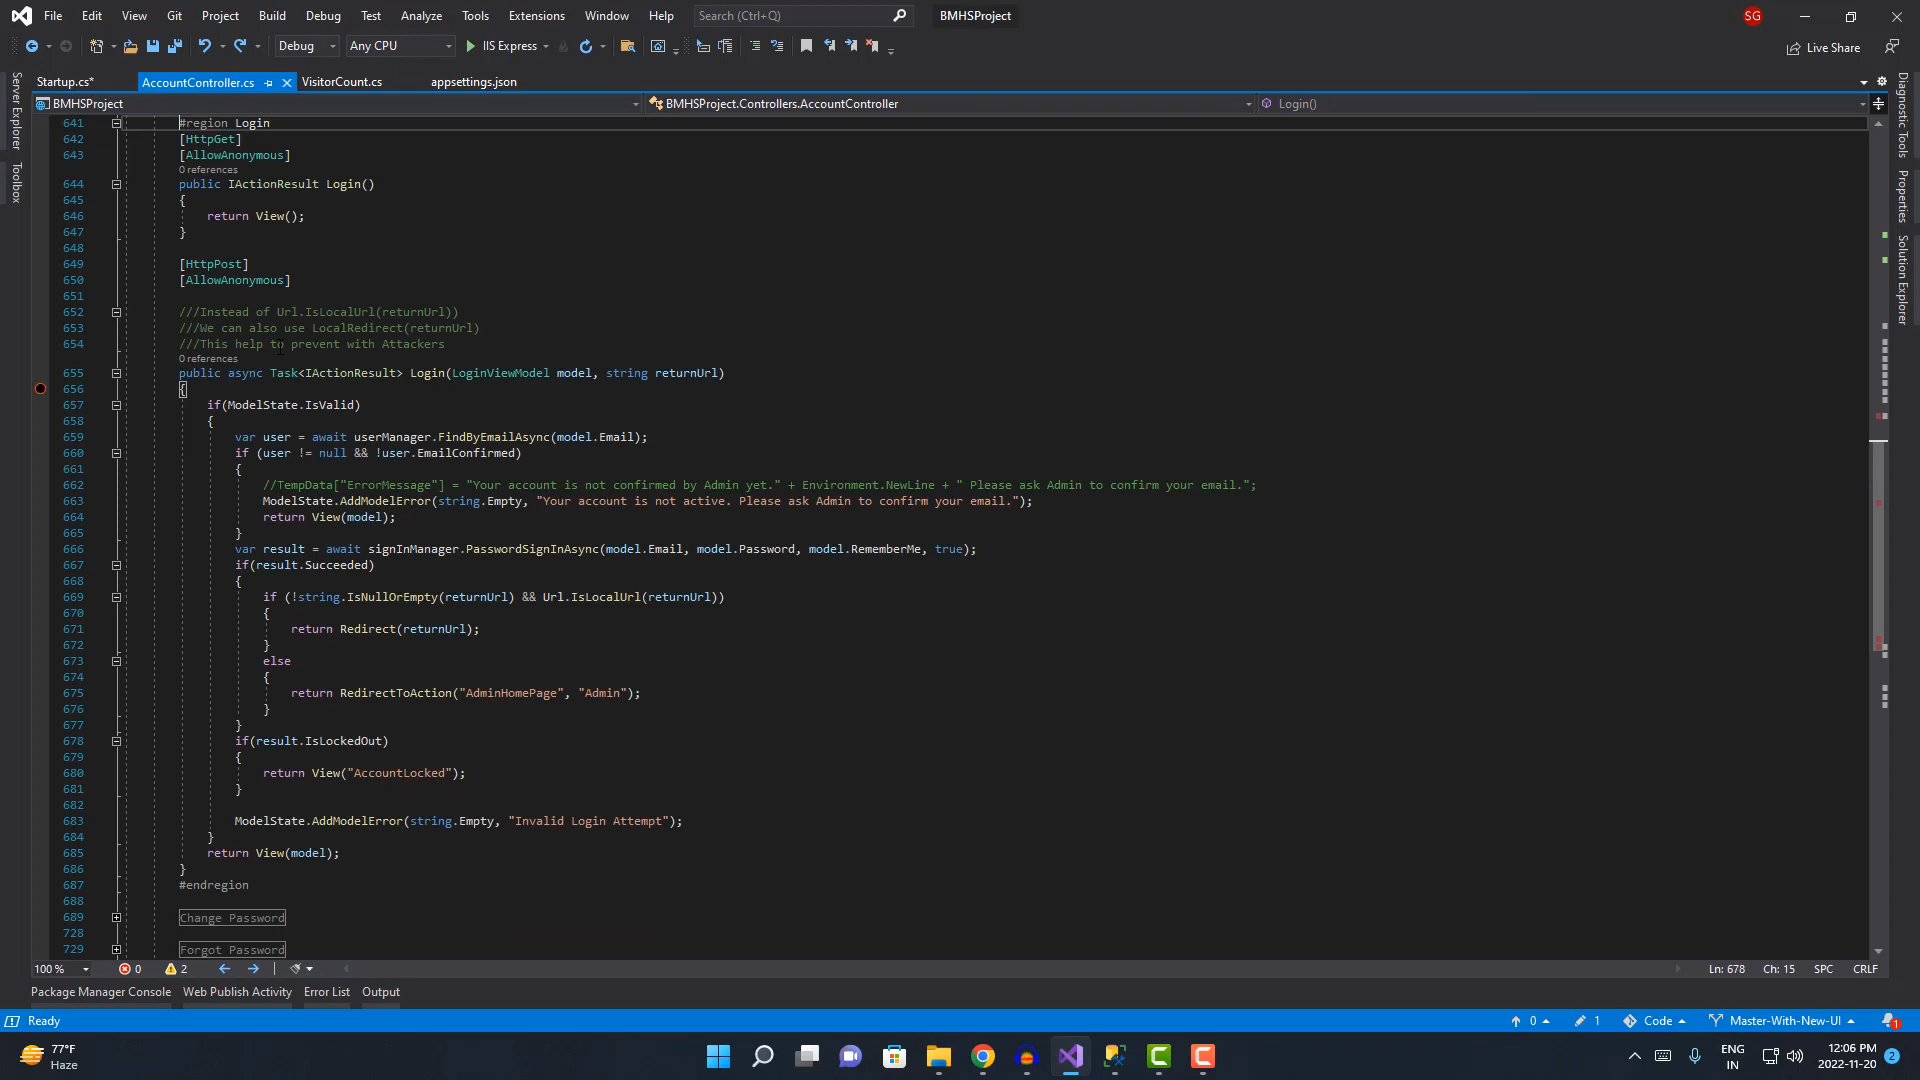 File Edit View Git Project Build Debug Test Analyze Tools Extensions Window Help Search (Ctrl+Q) BMHSProject SG
Debug Any CPU IIS Express Live Share
Startup.cs* AccountController.cs VisitorCount.cs appsettings.json
BMHSProject BMHSProject.Controllers.AccountController Login()
Server Explorer
Toolbox
Diagnostic Tools
Properties
Solution Explorer
641 #region Login
642 [HttpGet]
643 [AllowAnonymous]
0 references
644 public IActionResult Login()
645 {
646 return View();
647 }
648
649 [HttpPost]
650 [AllowAnonymous]
651
652 ///Instead of Url.IsLocalUrl(returnUrl))
653 ///We can also use LocalRedirect(returnUrl)
654 ///This help to prevent with Attackers
0 references
655 public async Task<IActionResult> Login(LoginViewModel model, string returnUrl)
656 {
657 if(ModelState.IsValid)
658 {
659 var user = await userManager.FindByEmailAsync(model.Email);
660 if (user != null && !user.EmailConfirmed)
661 {
662 //TempData["ErrorMessage"] = "Your account is not confirmed by Admin yet." + Environment.NewLine + " Please ask Admin to confirm your email.";
663 ModelState.AddModelError(string.Empty, "Your account is not active. Please ask Admin to confirm your email.");
664 return View(model);
665 }
666 var result = await signInManager.PasswordSignInAsync(model.Email, model.Password, model.RememberMe, true);
667 if(result.Succeeded)
668 {
669 if (!string.IsNullOrEmpty(returnUrl) && Url.IsLocalUrl(returnUrl))
670 {
671 return Redirect(returnUrl);
672 }
673 else
674 {
675 return RedirectToAction("AdminHomePage", "Admin");
676 }
677 }
678 if(result.IsLockedOut)
679 {
680 return View("AccountLocked");
681 }
682
683 ModelState.AddModelError(string.Empty, "Invalid Login Attempt");
684 }
685 return View(model);
686 }
687 #endregion
688
689 Change Password
728
729 Forgot Password
100 % 0 2 Ln: 678 Ch: 15 SPC CRLF
Package Manager Console Web Publish Activity Error List Output
Ready 0 1 Code Master-With-New-UI 1
77°F
Haze
ENG
IN
12:06 PM
2022-11-20
2